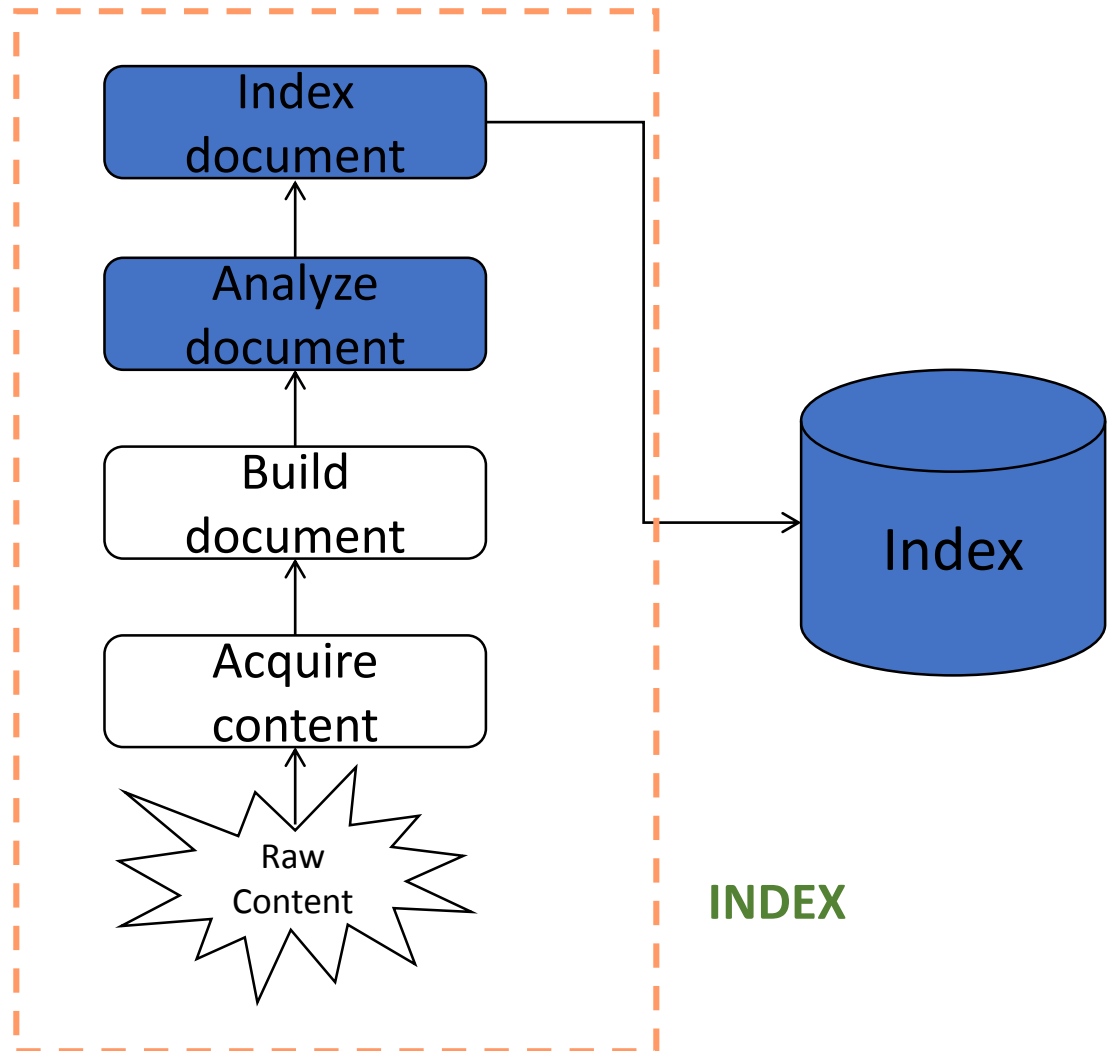 Index
document
Analyze
document
Build
document
Acquire
content
Raw
Content
Index
INDEX